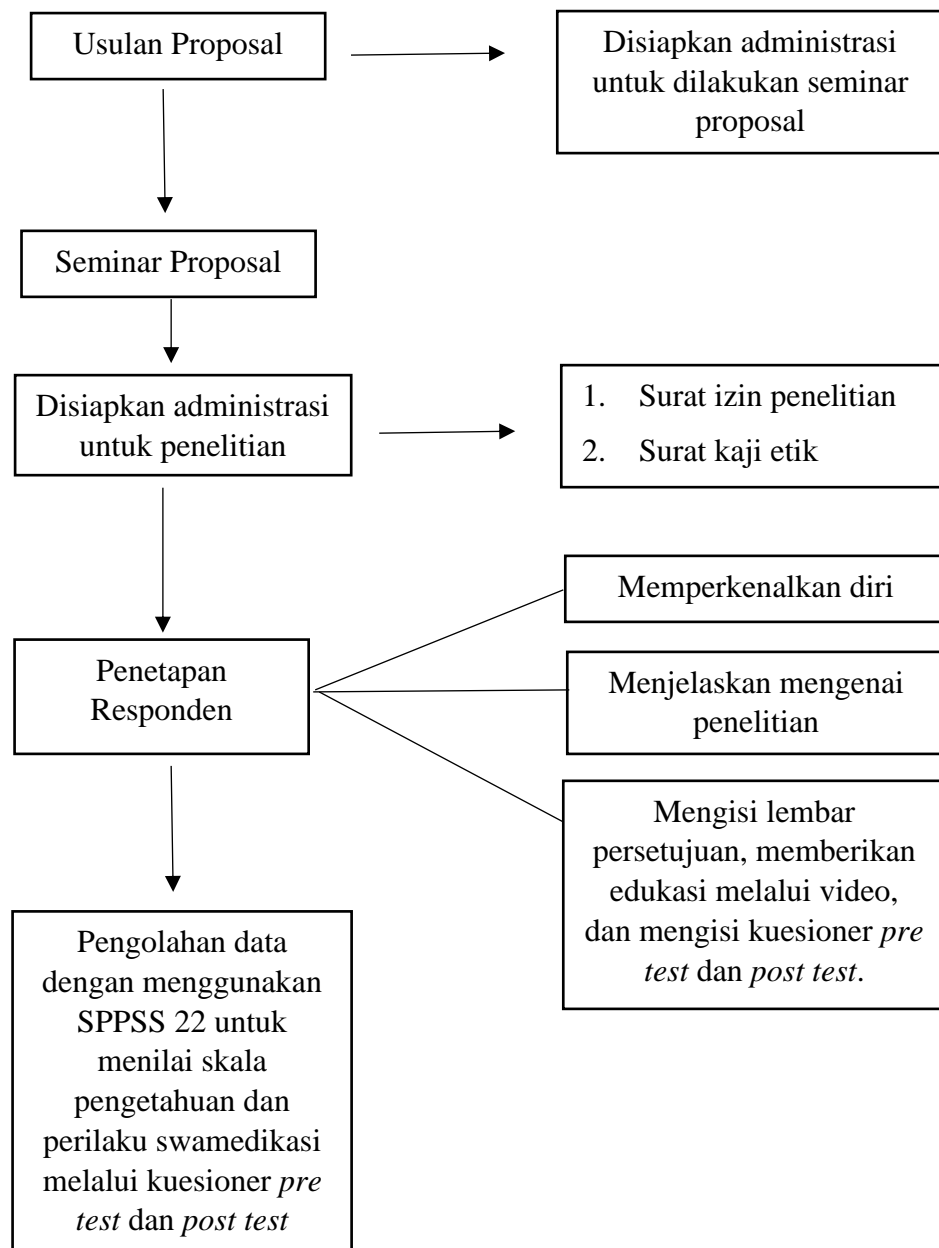 Usulan Proposal
Disiapkan administrasi
untuk dilakukan seminar
proposal
Seminar Proposal
Disiapkan administrasi
untuk penelitian
1. Surat izin penelitian
2. Surat kaji etik
Memperkenalkan diri
Penetapan
Responden
Menjelaskan mengenai
penelitian
Mengisi lembar
persetujuan, memberikan
edukasi melalui video,
dan mengisi kuesioner pre
test dan post test.
Pengolahan data
dengan menggunakan
SPPSS 22 untuk
menilai skala
pengetahuan dan
perilaku swamedikasi
melalui kuesioner pre
test dan post test